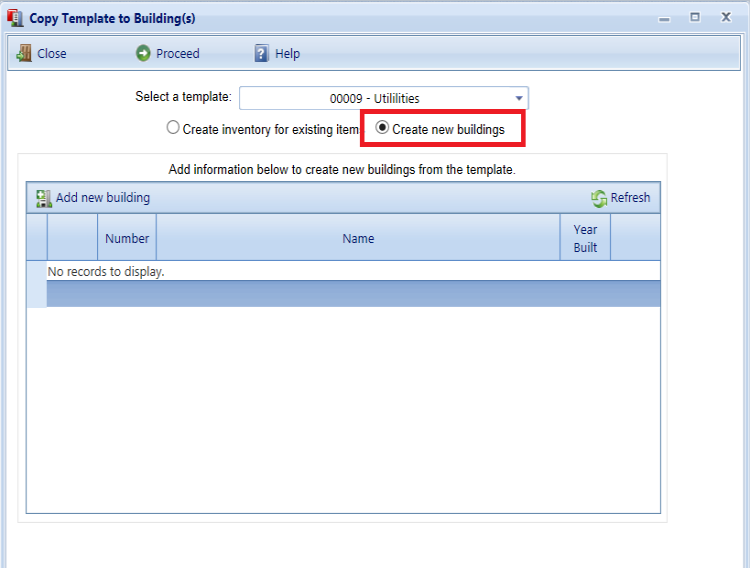 Copy Template to Building(s)
Close Proceed Help
Select a template: 00009 - Utililities
Create inventory for existing item Create new buildings
Add information below to create new buildings from the template.
Add new building Refresh
Number Name Year Built
No records to display.